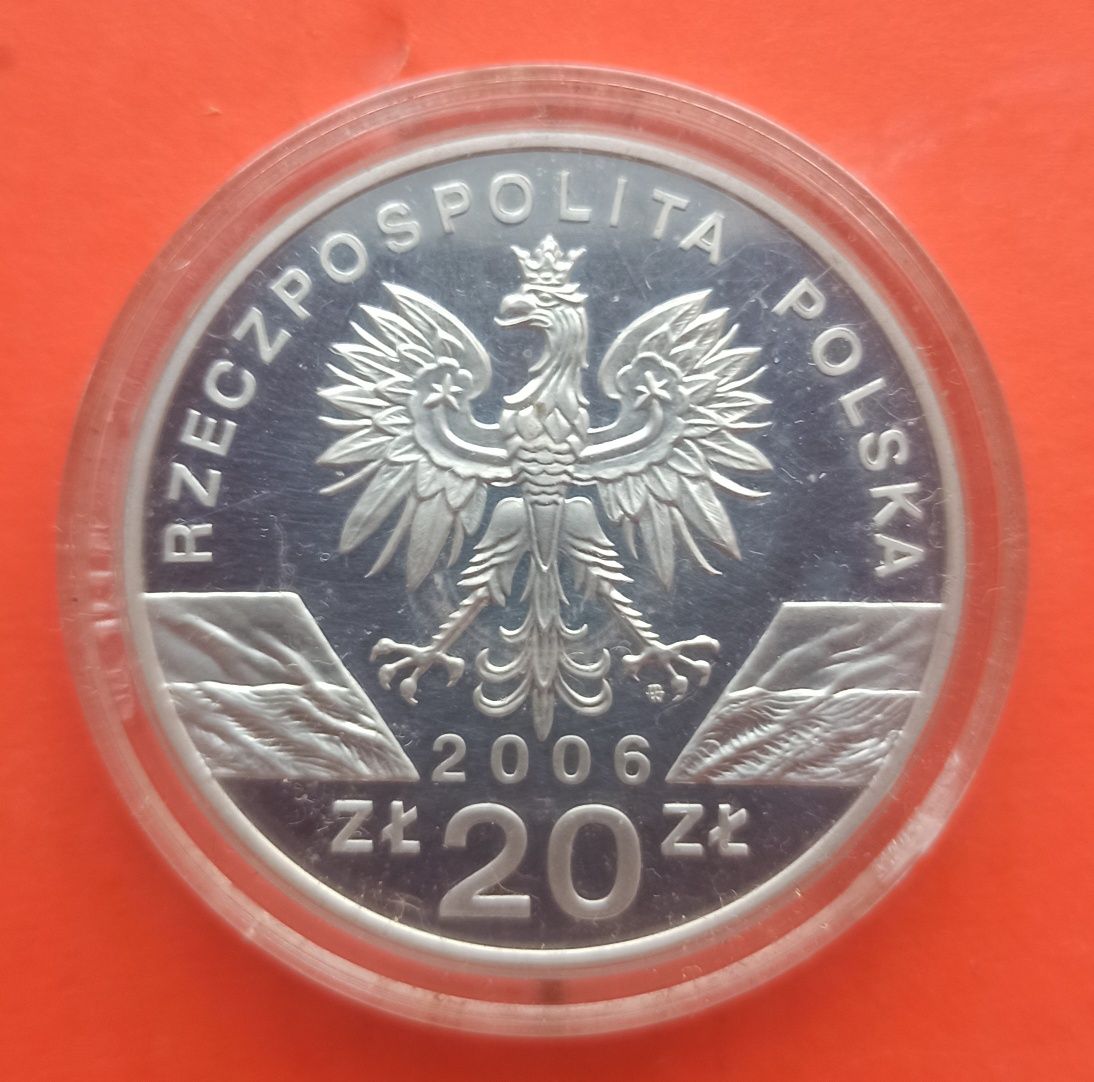 RZECZPOSPOLITA POLSKA
2006
ZŁ 20 ZŁ